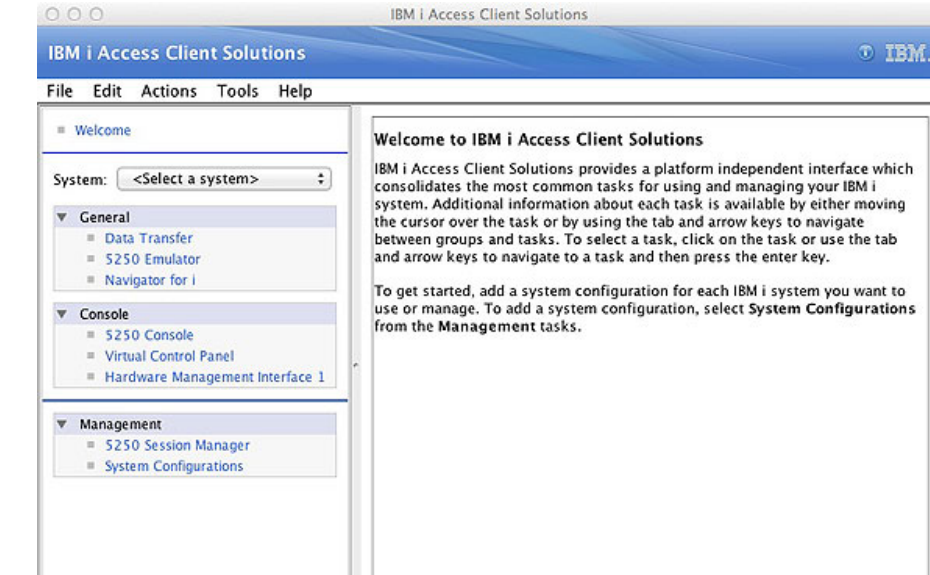 IBM i Access Client Solutions
IBM i Access Client Solutions
IBM.
File Edit Actions Tools Help
Welcome
System: <Select a system>
General
Data Transfer
5250 Emulator
Navigator for i
Console
5250 Console
Virtual Control Panel
Hardware Management Interface 1
Management
5250 Session Manager
System Configurations
Welcome to IBM i Access Client Solutions
IBM i Access Client Solutions provides a platform independent interface which
consolidates the most common tasks for using and managing your IBM i
system. Additional information about each task is available by either moving
the cursor over the task or by using the tab and arrow keys to navigate
between groups and tasks. To select a task, click on the task or use the tab
and arrow keys to navigate to a task and then press the enter key.
To get started, add a system configuration for each IBM i system you want to
use or manage. To add a system configuration, select System Configurations
from the Management tasks.